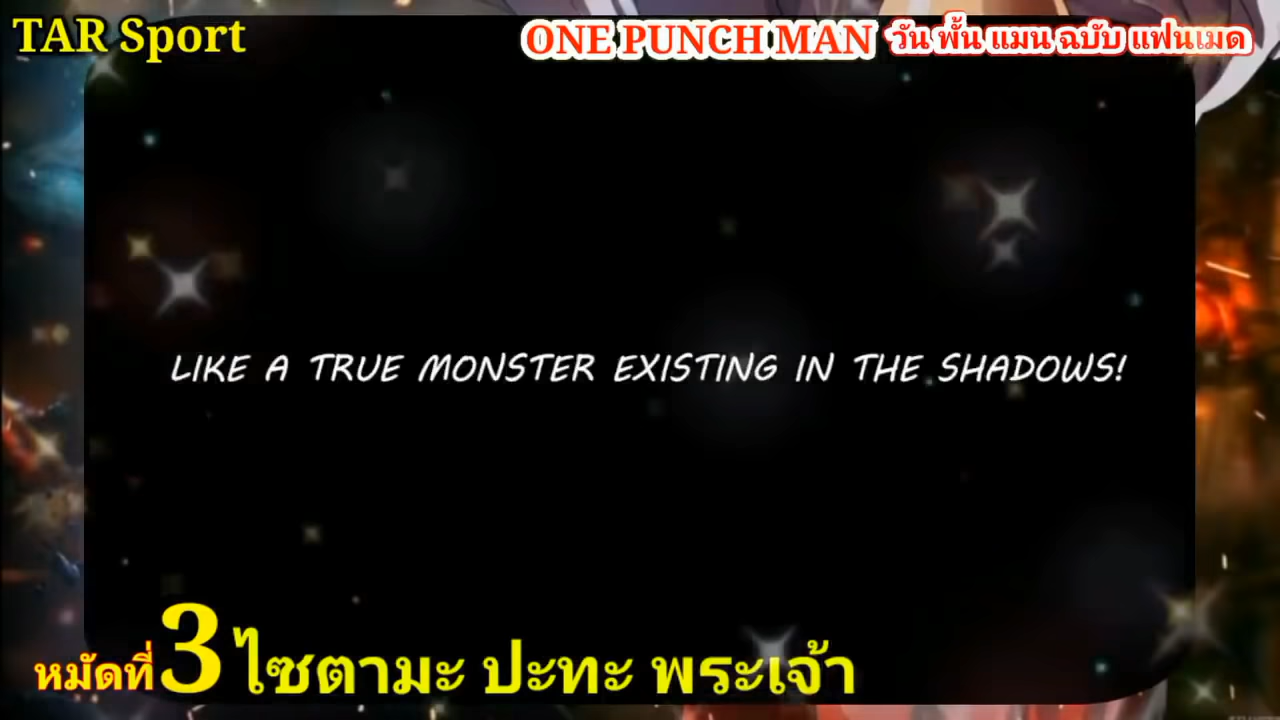 TAR Sport
ONE PUNCH MAN วัน พั้น แมน ฉบับ แฟนเมด
LIKE A TRUE MONSTER EXISTING IN THE SHADOWS!
หมัดที่ 3 ไซตามะ ปะทะ พระเจ้า